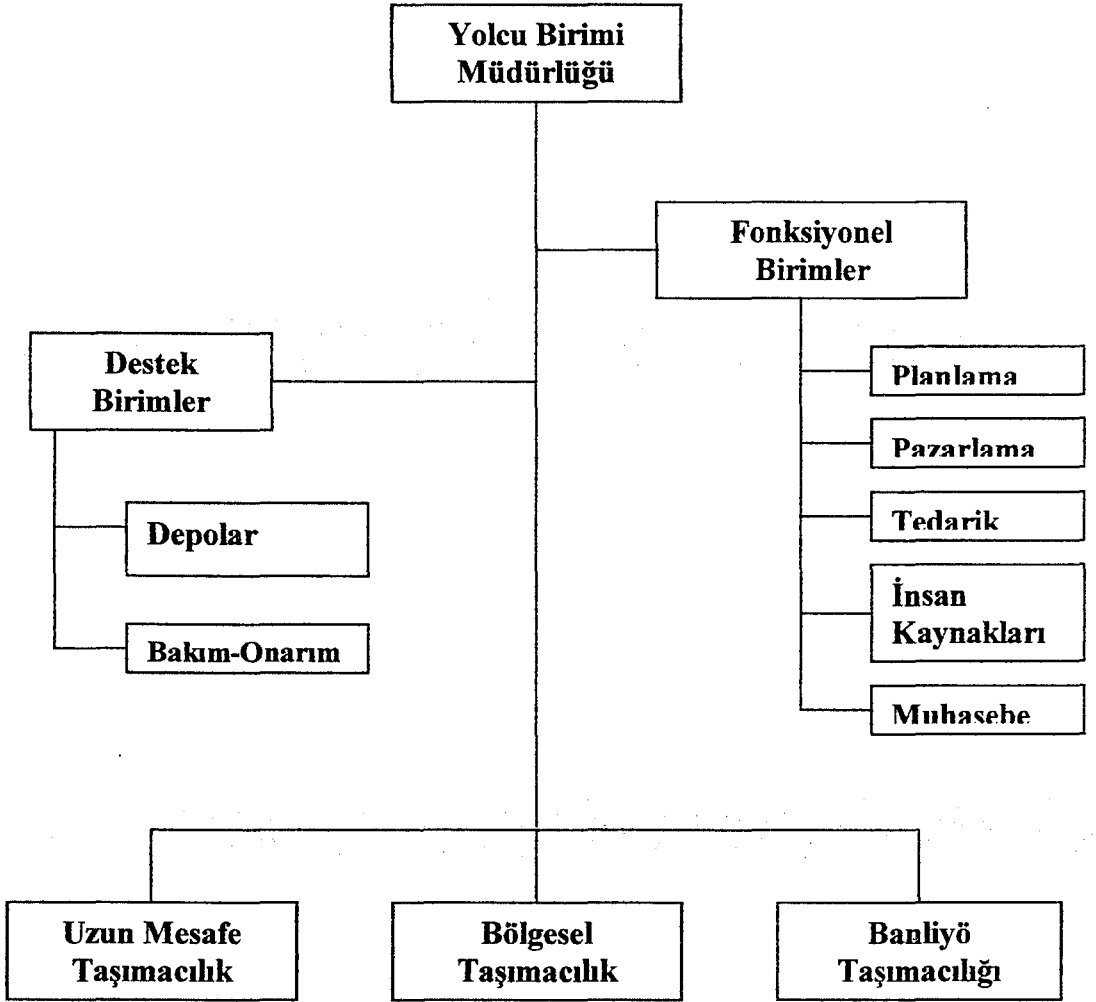 Yolcu Birimi
Müdürlüğü
Fonksiyonel
Birimler
Destek
Birimler
Planlama
Pazarlama
Tedarik
İnsan
Kaynakları
Muhasebe
Depolar
Bakım-Onarım
Uzun Mesafe
Taşımacılık
Bölgesel
Taşımacılık
Banliyö
Taşımacılığı